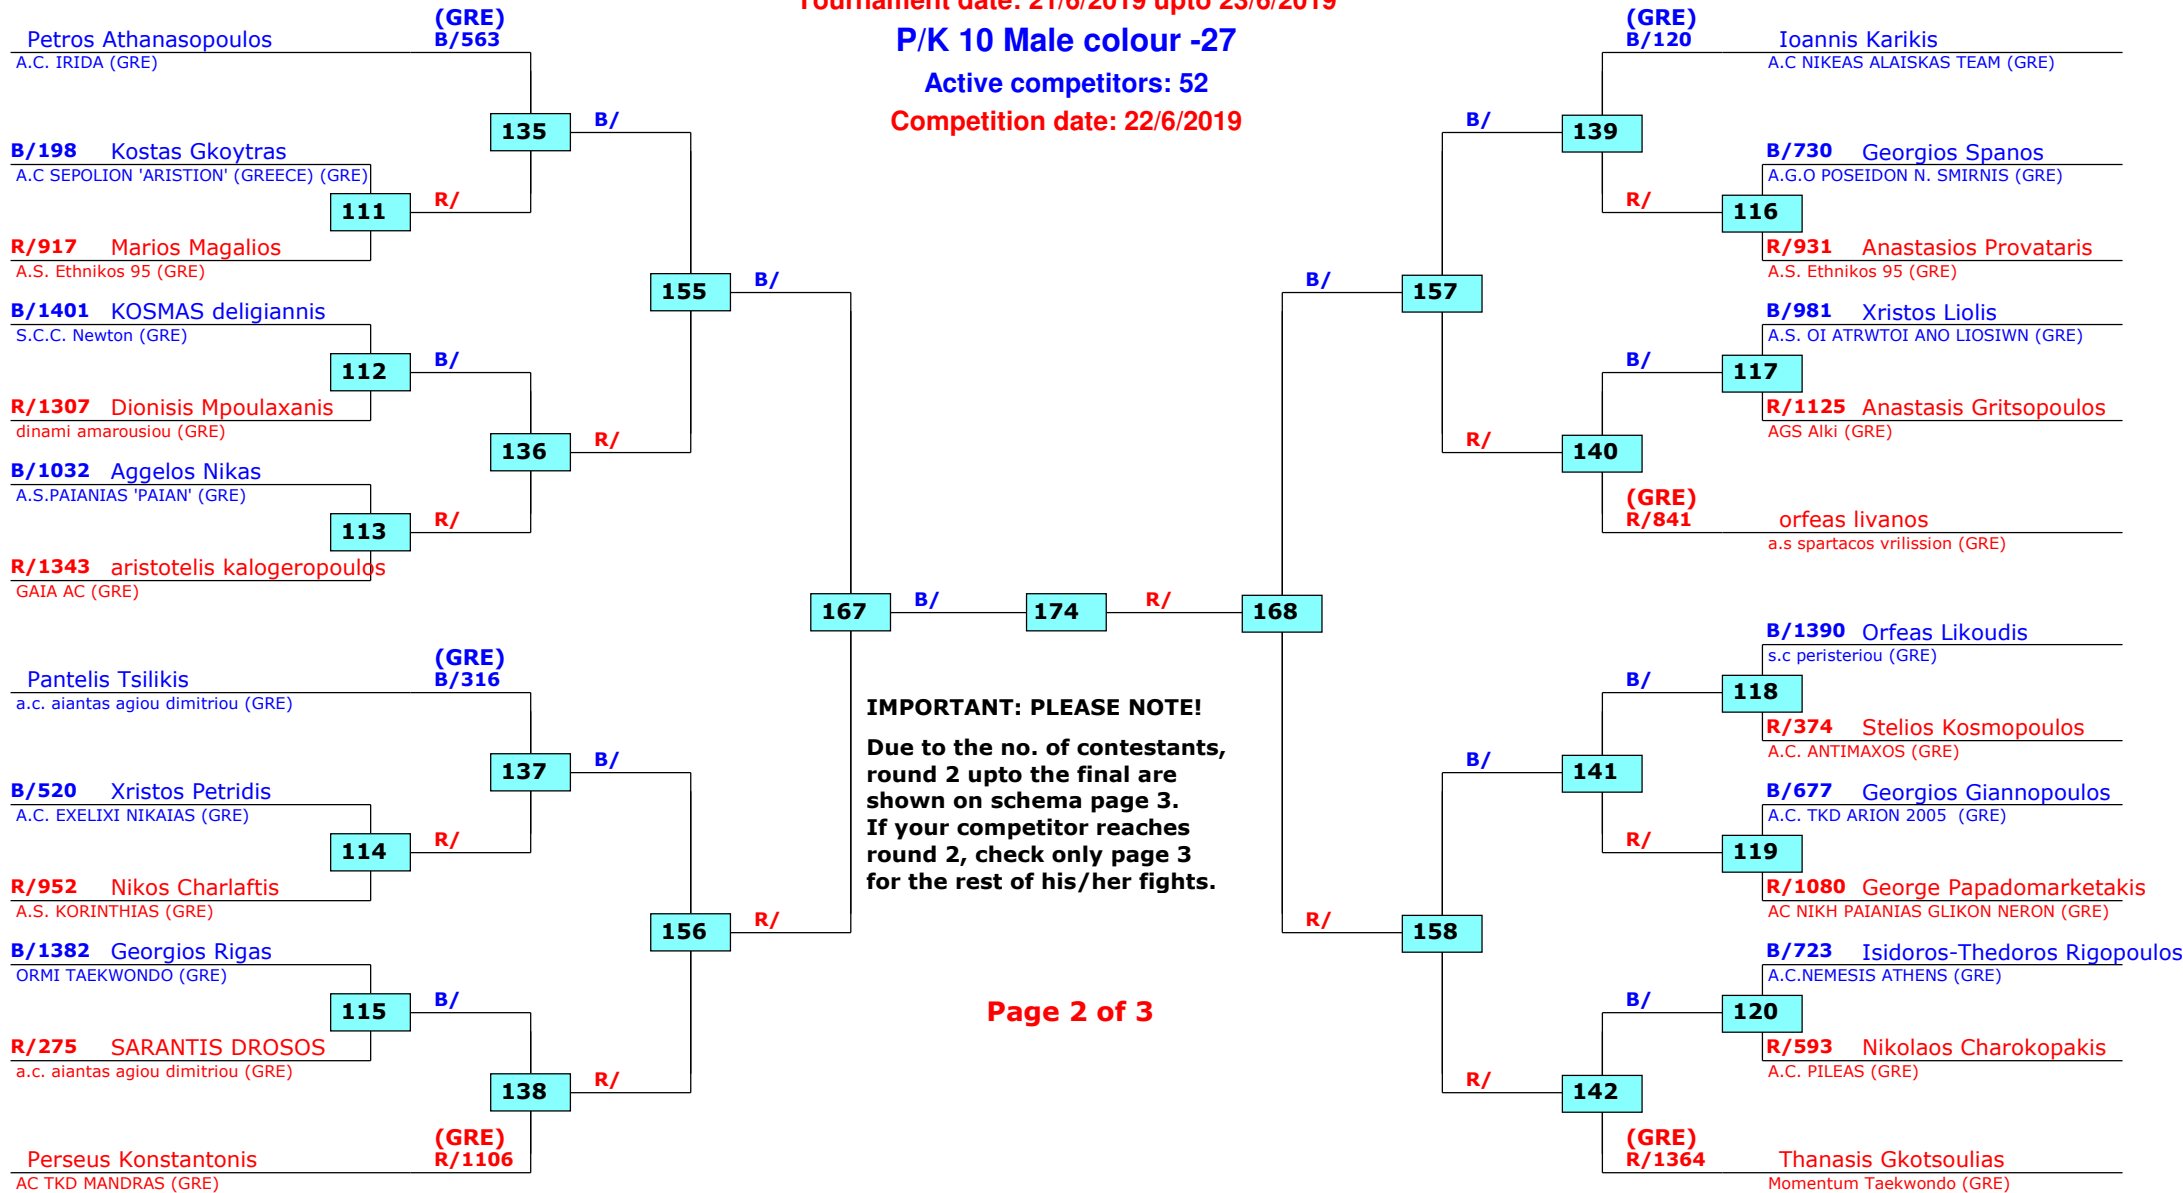 Tournament date: 21/6/2019 upto 23/6/2019
P/K 10 Male colour -27
Active competitors: 52
Competition date: 22/6/2019
(GRE)
Petros Athanasopoulos B/563
A.C. IRIDA (GRE)
135 B/
B/198 Kostas Gkoytras
A.C SEPOLION 'ARISTION' (GREECE) (GRE)
111 R/
R/917 Marios Magalios
A.S. Ethnikos 95 (GRE)
155 B/
B/1401 KOSMAS deligiannis
S.C.C. Newton (GRE)
112 B/
R/1307 Dionisis Mpoulaxanis
dinami amarousiou (GRE)
136 R/
B/1032 Aggelos Nikas
A.S.PAIANIAS 'PAIAN' (GRE)
113 R/
R/1343 aristotelis kalogeropoulos
GAIA AC (GRE)
167 B/ 174 R/ 168
(GRE)
Pantelis Tsilikis B/316
a.c. aiantas agiou dimitriou (GRE)
137 B/
B/520 Xristos Petridis
A.C. EXELIXI NIKAIAS (GRE)
114 R/
R/952 Nikos Charlaftis
A.S. KORINTHIAS (GRE)
156 R/
B/1382 Georgios Rigas
ORMI TAEKWONDO (GRE)
115 B/
R/275 SARANTIS DROSOS
a.c. aiantas agiou dimitriou (GRE)
138 R/
(GRE)
Perseus Konstantonis R/1106
AC TKD MANDRAS (GRE)
IMPORTANT: PLEASE NOTE!
Due to the no. of contestants,
round 2 upto the final are
shown on schema page 3.
If your competitor reaches
round 2, check only page 3
for the rest of his/her fights.
Page 2 of 3
(GRE)
B/120 Ioannis Karikis
A.C NIKEAS ALAISKAS TEAM (GRE)
B/ 139
B/730 Georgios Spanos
A.G.O POSEIDON N. SMIRNIS (GRE)
R/ 116
R/931 Anastasios Provataris
A.S. Ethnikos 95 (GRE)
B/ 157
B/981 Xristos Liolis
A.S. OI ATRWTOI ANO LIOSIWN (GRE)
B/ 117
R/1125 Anastasis Gritsopoulos
AGS Alki (GRE)
R/ 140
(GRE)
R/841 orfeas livanos
a.s spartacos vrilission (GRE)
B/1390 Orfeas Likoudis
s.c peristeriou (GRE)
B/ 118
R/374 Stelios Kosmopoulos
A.C. ANTIMAXOS (GRE)
B/ 141
B/677 Georgios Giannopoulos
A.C. TKD ARION 2005 (GRE)
R/ 119
R/1080 George Papadomarketakis
AC NIKH PAIANIAS GLIKON NERON (GRE)
R/ 158
B/723 Isidoros-Thedoros Rigopoulos
A.C.NEMESIS ATHENS (GRE)
B/ 120
R/593 Nikolaos Charokopakis
A.C. PILEAS (GRE)
R/ 142
(GRE)
R/1364 Thanasis Gkotsoulias
Momentum Taekwondo (GRE)